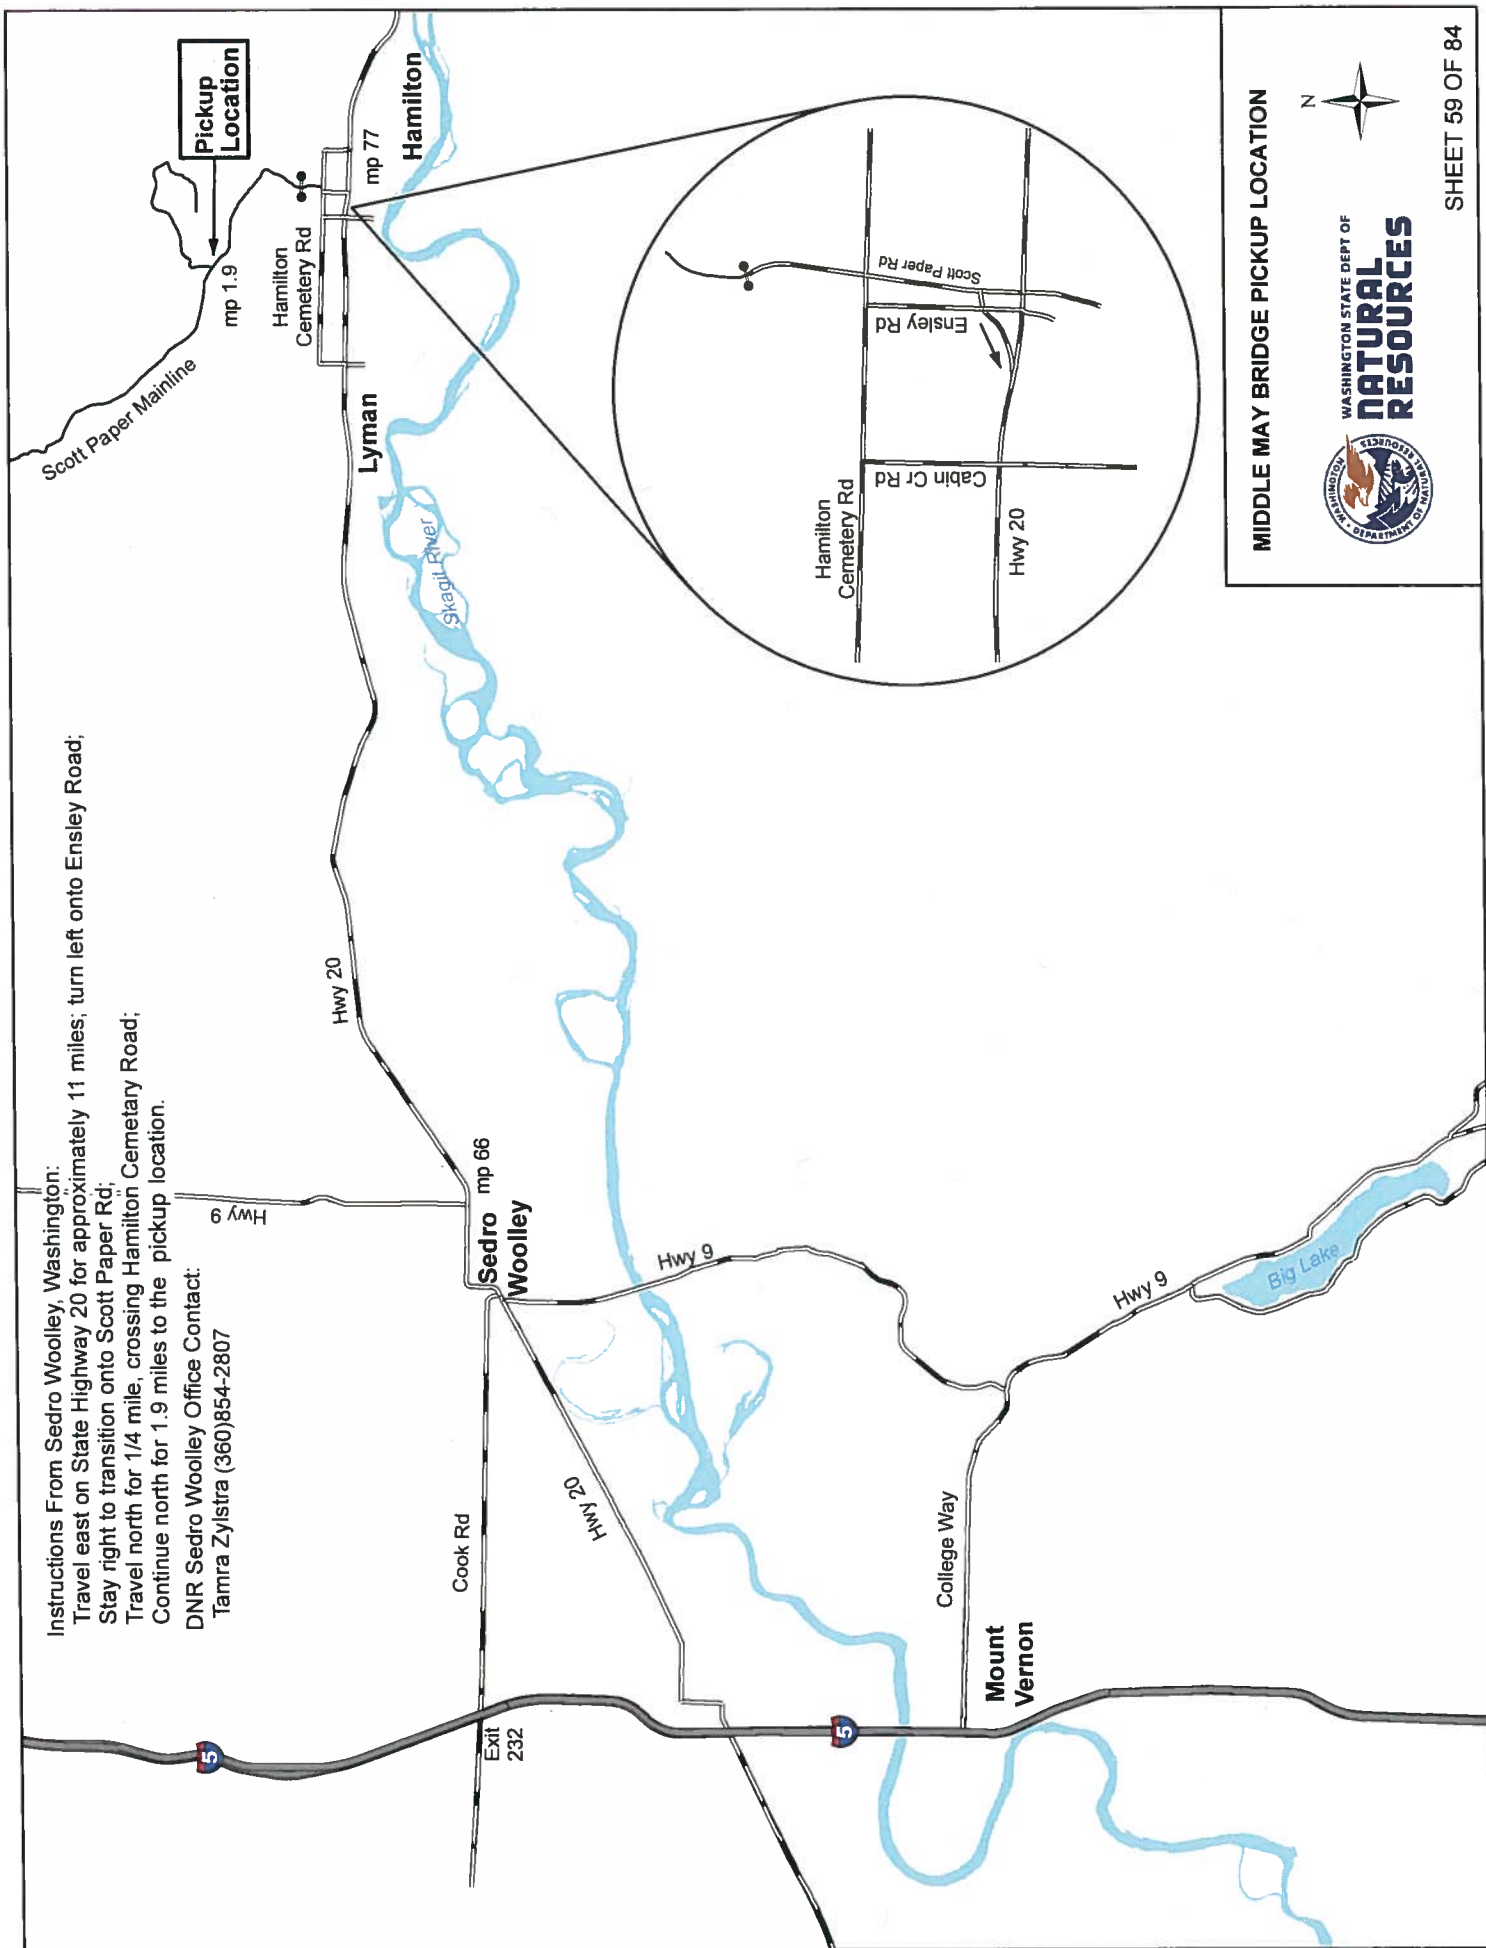 Instructions From Sedro Woolley, Washington:
Travel east on State Highway 20 for approximately 11 miles; turn left onto Ensley Road;
Stay right to transition onto Scott Paper Rd;
Travel north for 1/4 mile, crossing Hamilton Cemetary Road;
Continue north for 1.9 miles to the pickup location.
DNR Sedro Woolley Office Contact:
Tamra Zylstra (360)854-2807
Scott Paper Mainline
mp 1.9
Pickup
Location
Hamilton
Cemetery Rd
mp 77
Hamilton
Lyman
Skagit River
Hwy 20
Hwy 9
mp 66
Sedro
Woolley
Cook Rd
Exit
232
5
Hwy 20
Hwy 9
5
College Way
Mount
Vernon
Hwy 9
Big Lake
Hamilton
Cemetery Rd
Cabin Cr Rd
Ensley Rd
Scott Paper Rd
Hwy 20
MIDDLE MAY BRIDGE PICKUP LOCATION
N
WASHINGTON
DEPARTMENT OF NATURAL RESOURCES
WASHINGTON STATE DEPT OF
NATURAL
RESOURCES
SHEET 59 OF 84